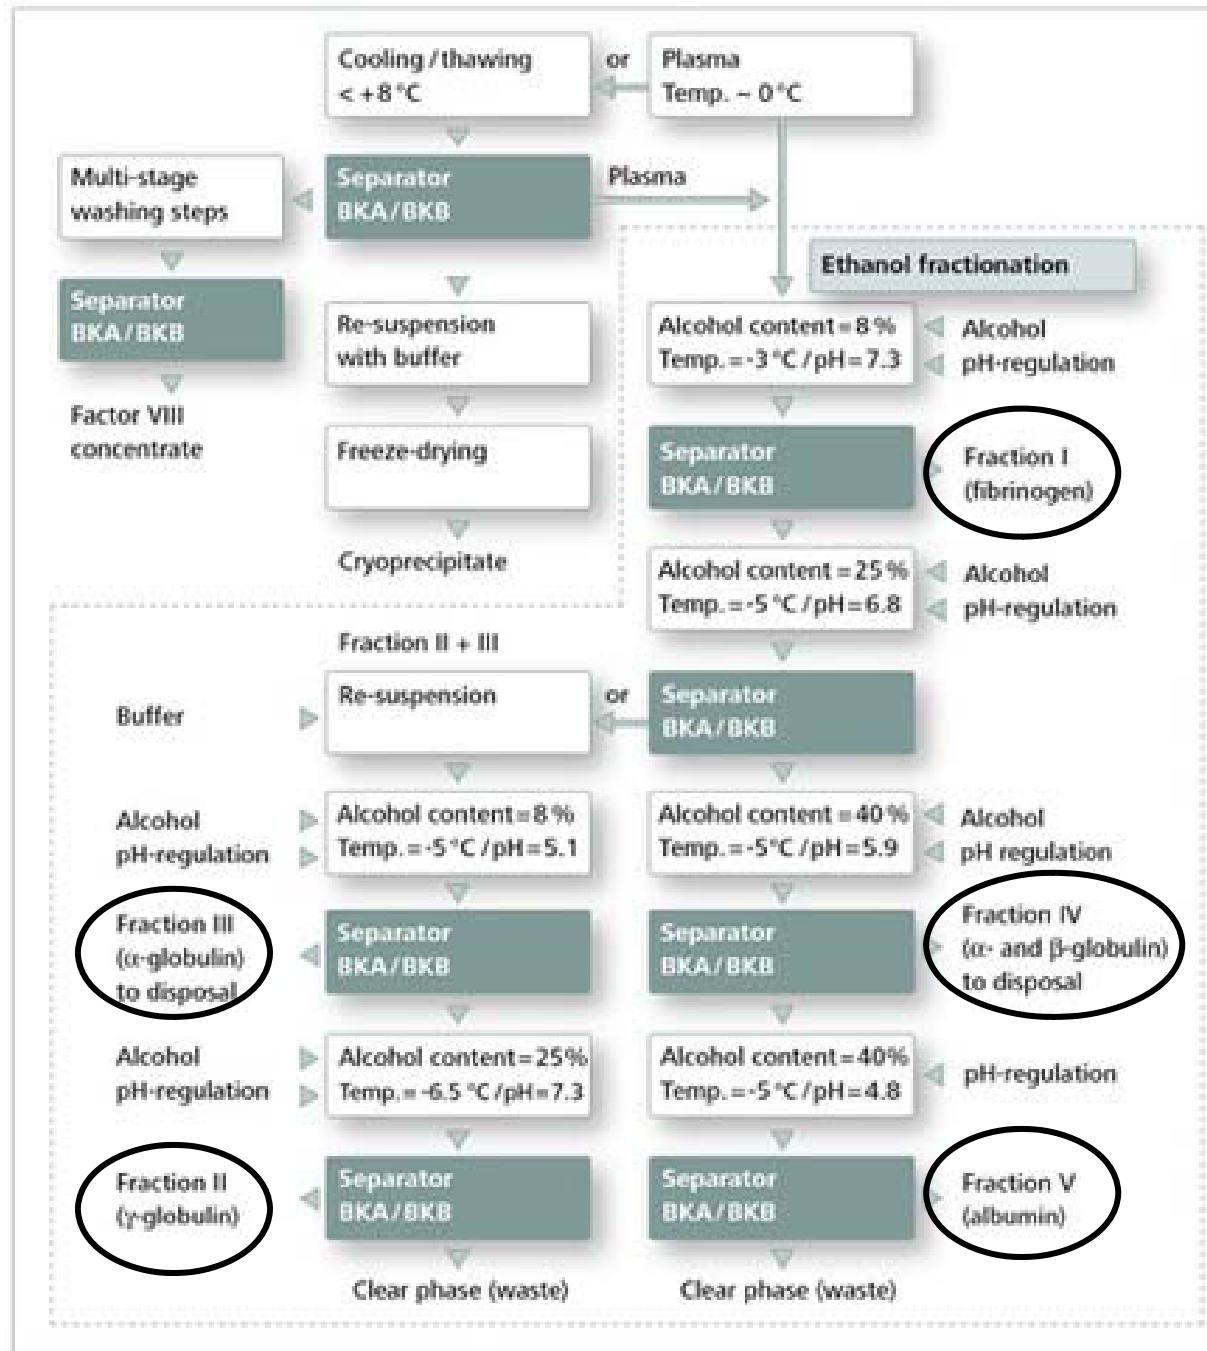 Cooling / thawing
< +8 °C
or
Plasma
Temp. ~ 0 °C
Multi-stage
washing steps
Separator
BKA / BKB
Plasma
Ethanol fractionation
Separator
BKA / BKB
Re-suspension
with buffer
Alcohol content = 8 %
Temp. = -3 °C / pH = 7.3
Alcohol
pH-regulation
Factor VIII
concentrate
Freeze-drying
Separator
BKA / BKB
Fraction I
(fibrinogen)
Cryoprecipitate
Alcohol content = 25 %
Temp. = -5 °C / pH = 6.8
Alcohol
pH-regulation
Fraction II + III
Buffer
Re-suspension
or
Separator
BKA / BKB
Alcohol
pH-regulation
Alcohol content = 8 %
Temp. = -5 °C / pH = 5.1
Alcohol content = 40 %
Temp. = -5 °C / pH = 5.9
Alcohol
pH regulation
Fraction III
(α-globulin)
to disposal
Separator
BKA / BKB
Separator
BKA / BKB
Fraction IV
(α- and β-globulin)
to disposal
Alcohol
pH-regulation
Alcohol content = 25%
Temp. = -6.5 °C / pH = 7.3
Alcohol content = 40%
Temp. = -5 °C / pH = 4.8
pH-regulation
Fraction II
(γ-globulin)
Separator
BKA / BKB
Separator
BKA / BKB
Fraction V
(albumin)
Clear phase (waste)
Clear phase (waste)